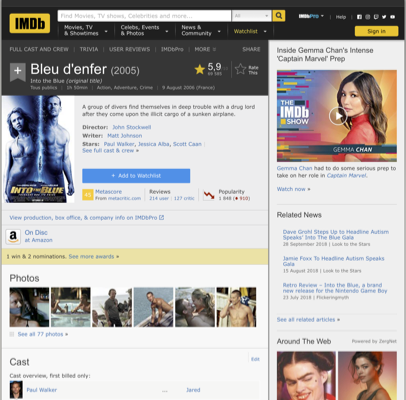 IMDb
Find Movies, TV shows, Celebrities and more...
All
IMDbPro
Help
Movies, TV & Showtimes
Celebs, Events & Photos
News & Community
Watchlist
Sign in
FULL CAST AND CREW | TRIVIA | USER REVIEWS | IMDbPro | MORE
SHARE
Bleu d'enfer (2005)
5,9
Rate This
Into the Blue (original title)
Tous publics | 1h 50min | Action, Adventure, Crime | 9 August 2006 (France)
INTO THE BLUE
A group of divers find themselves in deep trouble with a drug lord
after they come upon the illicit cargo of a sunken airplane.
Director: John Stockwell
Writer: Matt Johnson
Stars: Paul Walker, Jessica Alba, Scott Caan |
See full cast & crew »
+ Add to Watchlist
45
Metascore
From metacritic.com
Reviews
214 user | 127 critic
Popularity
View production, box office, & company info on IMDbPro
On Disc
at Amazon
1 win & 2 nominations. See more awards »
Photos
See all 77 photos »
Cast
Edit
Cast overview, first billed only:
Paul Walker ... Jared
Inside Gemma Chan's Intense
'Captain Marvel' Prep
THE IMDb SHOW
GEMMA CHAN
Gemma Chan had to do some serious prep
to take on her role in Captain Marvel.
Watch now »
Related News
Dave Grohl Steps Up to Headline Autism
Speaks' Into Blue Gala
26 September 2018 | Look to the Stars
Jamie Foxx To Headline Autism Gala
15 August 2018 | Look to the Stars
Retro Review – Into the Blue, a brand
new release for the Nintendo Game Boy
23 July 2018 | Flickeringmyth
See all related articles »
Around The Web
Powered by ZergNet